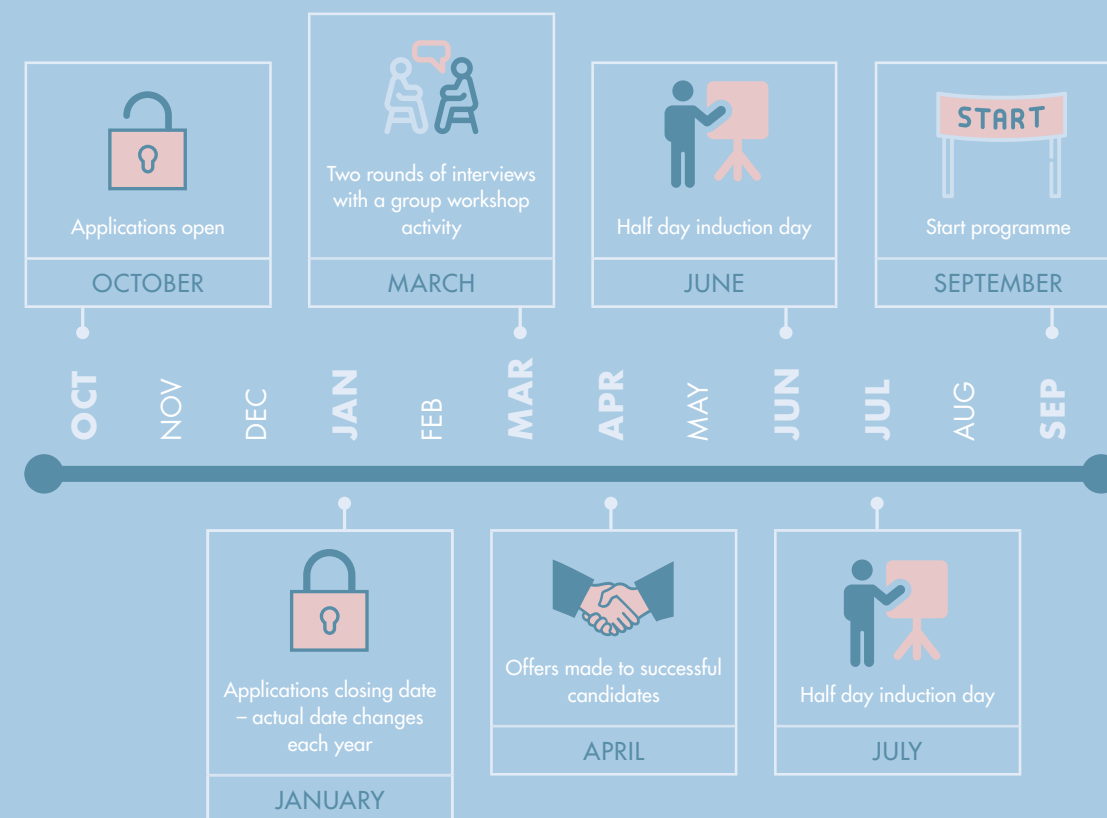 Applications open
OCTOBER
Two rounds of interviews
with a group workshop
activity
MARCH
Half day induction day
JUNE
START
Start programme
SEPTEMBER
OCT
NOV
DEC
JAN
FEB
MAR
APR
MAY
JUN
JUL
AUG
SEP
Applications closing date
– actual date changes
each year
JANUARY
Offers made to successful
candidates
APRIL
Half day induction day
JULY